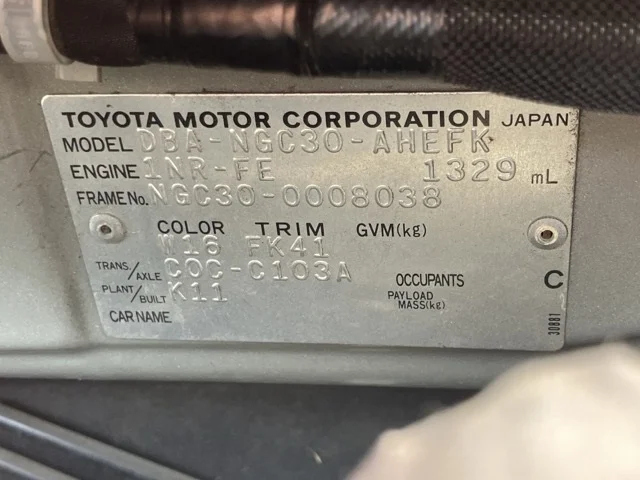 TOYOTA MOTOR CORPORATION JAPAN
MODEL DBA-NGC30-AHEFK
ENGINE 1NR-FE 1329 mL
FRAME No. NGC30-0008038
COLOR TRIM GVM(kg)
W16 FK41
TRANS/AXLE C0C-C103A OCCUPANTS C
PLANT/BUILT K11 PAYLOAD MASS(kg)
CAR NAME
30881